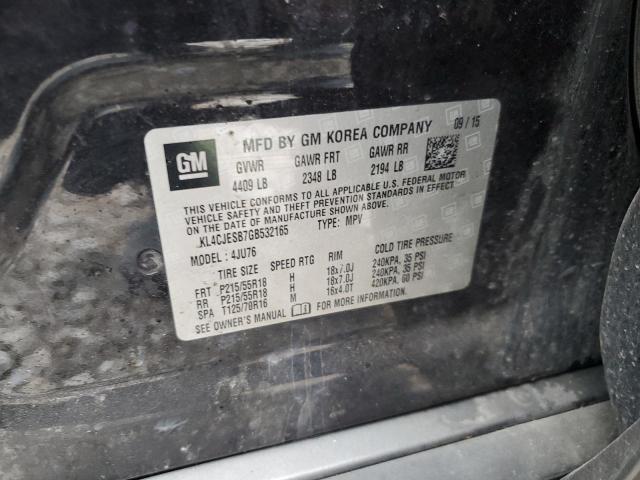 GM
MFD BY GM KOREA COMPANY 09/15
GVWR GAWR FRT GAWR RR
4409 LB 2348 LB 2194 LB
THIS VEHICLE CONFORMS TO ALL APPLICABLE U.S. FEDERAL MOTOR
VEHICLE SAFETY AND THEFT PREVENTION STANDARDS IN EFFECT
ON THE DATE OF MANUFACTURE SHOWN ABOVE.
KL4CJESB7GB532165 TYPE: MPV
MODEL: 4JU76
TIRE SIZE SPEED RTG RIM COLD TIRE PRESSURE
FRT P215/55R18 H 18x7.0J 240KPA, 35 PSI
RR P215/55R18 H 18x7.0J 240KPA, 35 PSI
SPA T125/70R16 M 16x4.0T 420KPA, 60 PSI
SEE OWNER'S MANUAL FOR MORE INFORMATION.